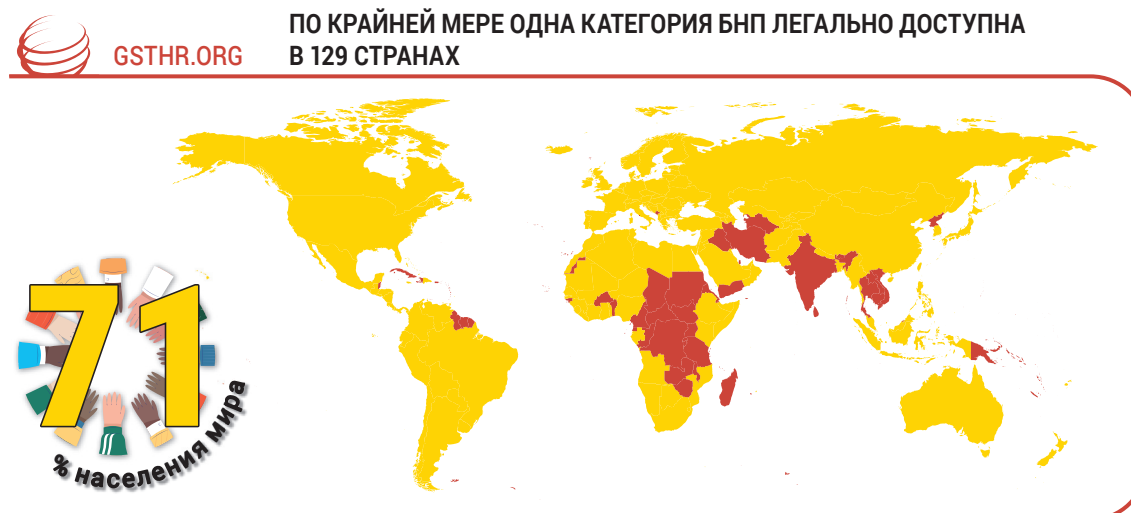 GSTHR.ORG
ПО КРАЙНЕЙ МЕРЕ ОДНА КАТЕГОРИЯ БНП ЛЕГАЛЬНО ДОСТУПНА
В 129 СТРАНАХ
71
% населения мира